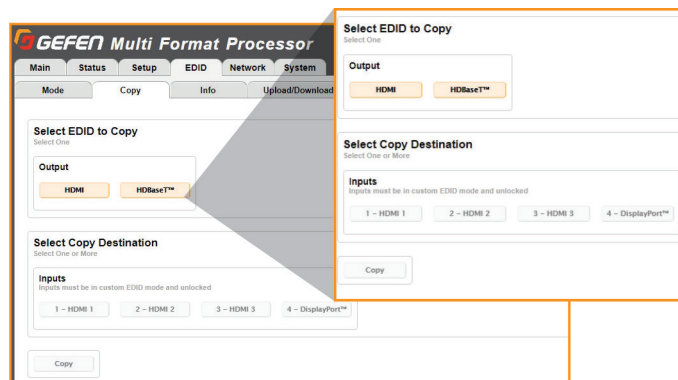 GEFEN Multi Format Processor
Main Status Setup EDID Network System
Mode Copy Info Upload/Download
Select EDID to Copy
Select One
Output
HDMI HDBaseT™
Select Copy Destination
Select One or More
Inputs
Inputs must be in custom EDID mode and unlocked
1 – HDMI 1 2 – HDMI 2 3 – HDMI 3 4 – DisplayPort™
Copy
Select EDID to Copy
Select One
Output
HDMI HDBaseT™
Select Copy Destination
Select One or More
Inputs
Inputs must be in custom EDID mode and unlocked
1 – HDMI 1 2 – HDMI 2 3 – HDMI 3 4 – DisplayPort™
Copy